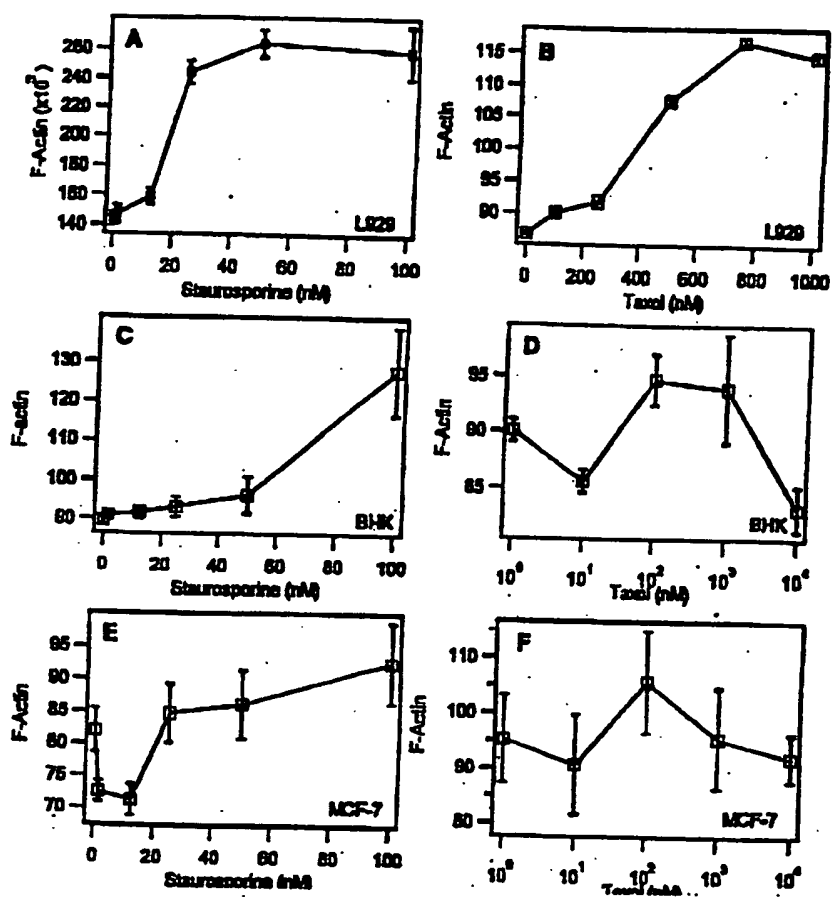 A
F-Actin (x10³)
260
240
220
200
180
160
140
L929
0 20 40 60 80 100
Staurosporine (nM)
B
F-Actin
115
110
105
100
95
90
L929
0 200 400 600 800 1000
Taxol (nM)
C
F-actin
130
120
110
100
90
BHK
0 20 40 60 80 100
Staurosporine (nM)
D
F-Actin
95
90
85
BHK
10⁰ 10¹ 10² 10³ 10⁴
Taxol (nM)
E
F-Actin
95
90
85
80
75
70
MCF-7
0 20 40 60 80 100
Staurosporine (nM)
F
F-Actin
110
100
90
80
MCF-7
10⁰ 10¹ 10² 10³ 10⁴
Taxol (nM)